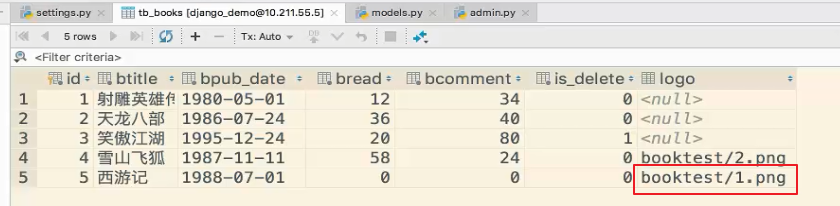 settings.py × tb_books [django_demo@10.211.55.5] × models.py × admin.py ×
5 rows Tx: Auto DB
<Filter criteria>
id btitle bpub_date bread bcomment is_delete logo
1 1 射雕英雄传 1980-05-01 12 34 0 <null>
2 2 天龙八部 1986-07-24 36 40 0 <null>
3 3 笑傲江湖 1995-12-24 20 80 1 <null>
4 4 雪山飞狐 1987-11-11 58 24 0 booktest/2.png
5 5 西游记 1988-07-01 0 0 0 booktest/1.png